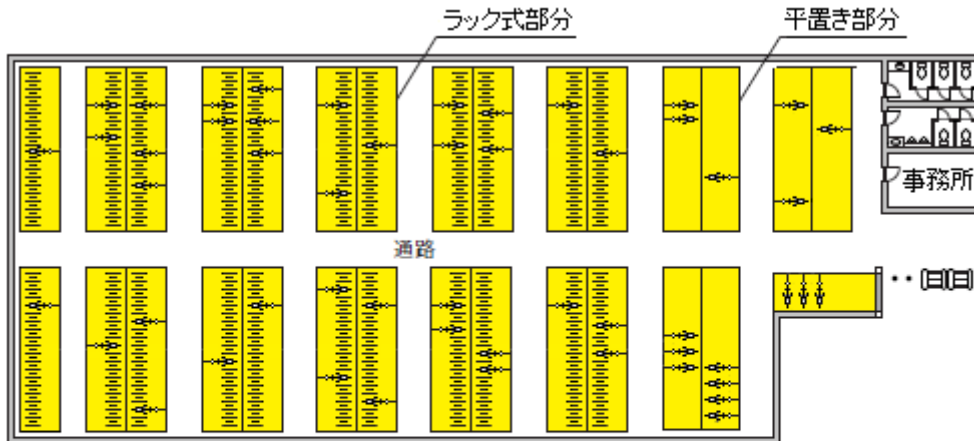 ラック式部分
平置き部分
事務所
通路